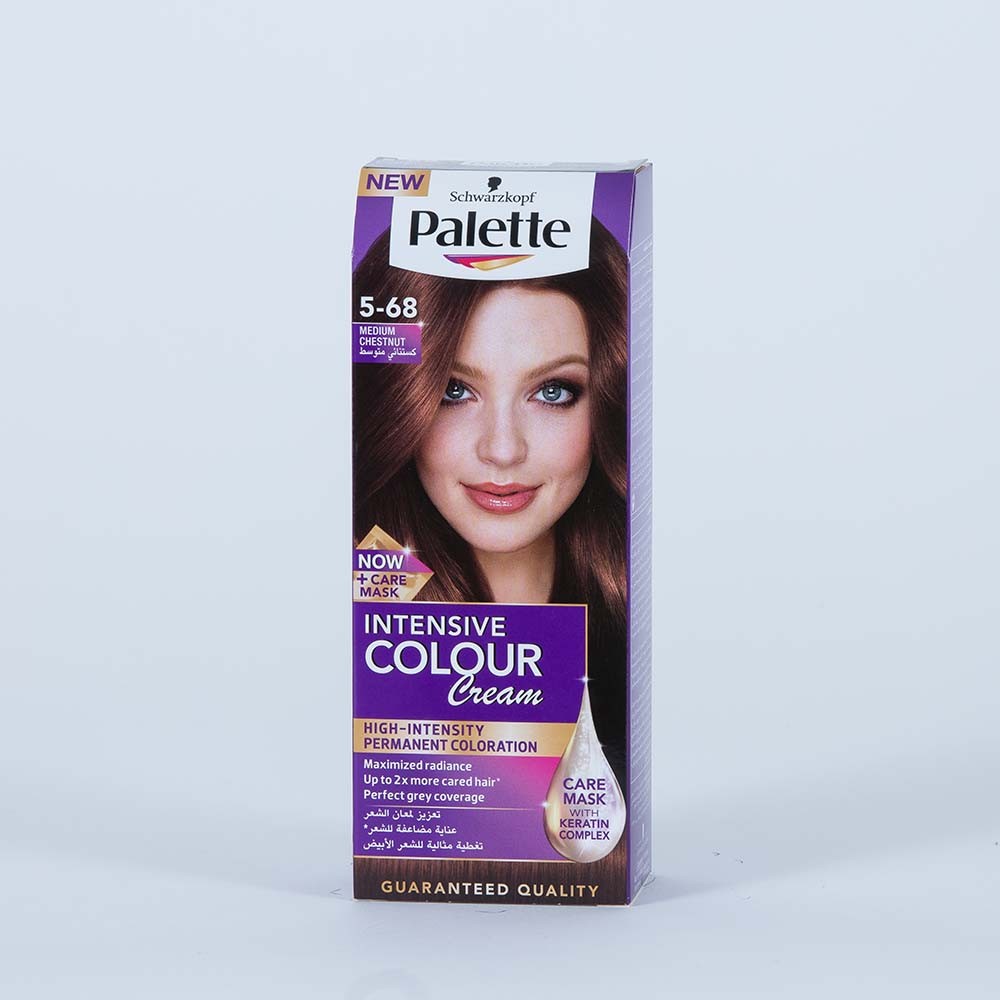 NEW
Schwarzkopf
Palette
5-68
MEDIUM
CHESTNUT
كستنائي متوسط
NOW
+ CARE
MASK
INTENSIVE
COLOUR
Cream
HIGH-INTENSITY
PERMANENT COLORATION
Maximized radiance
Up to 2x more cared hair*
Perfect grey coverage
تعزيز لمعان الشعر
عناية مضاعفة للشعر*
تغطية مثالية للشعر الأبيض
CARE
MASK
WITH
KERATIN
COMPLEX
GUARANTEED QUALITY